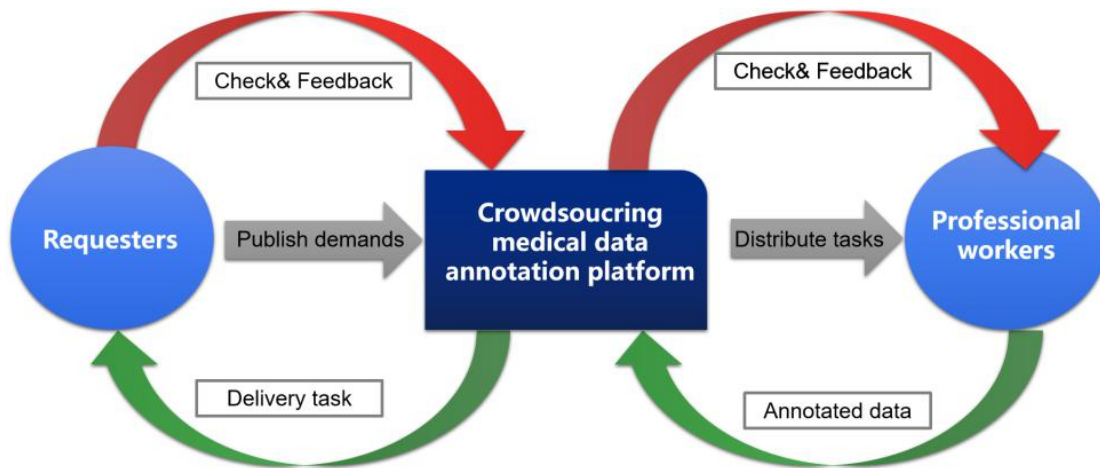 Check& Feedback
Check& Feedback
Requesters
Publish demands
Crowdsoucring
medical data
annotation platform
Distribute tasks
Professional
workers
Delivery task
Annotated data